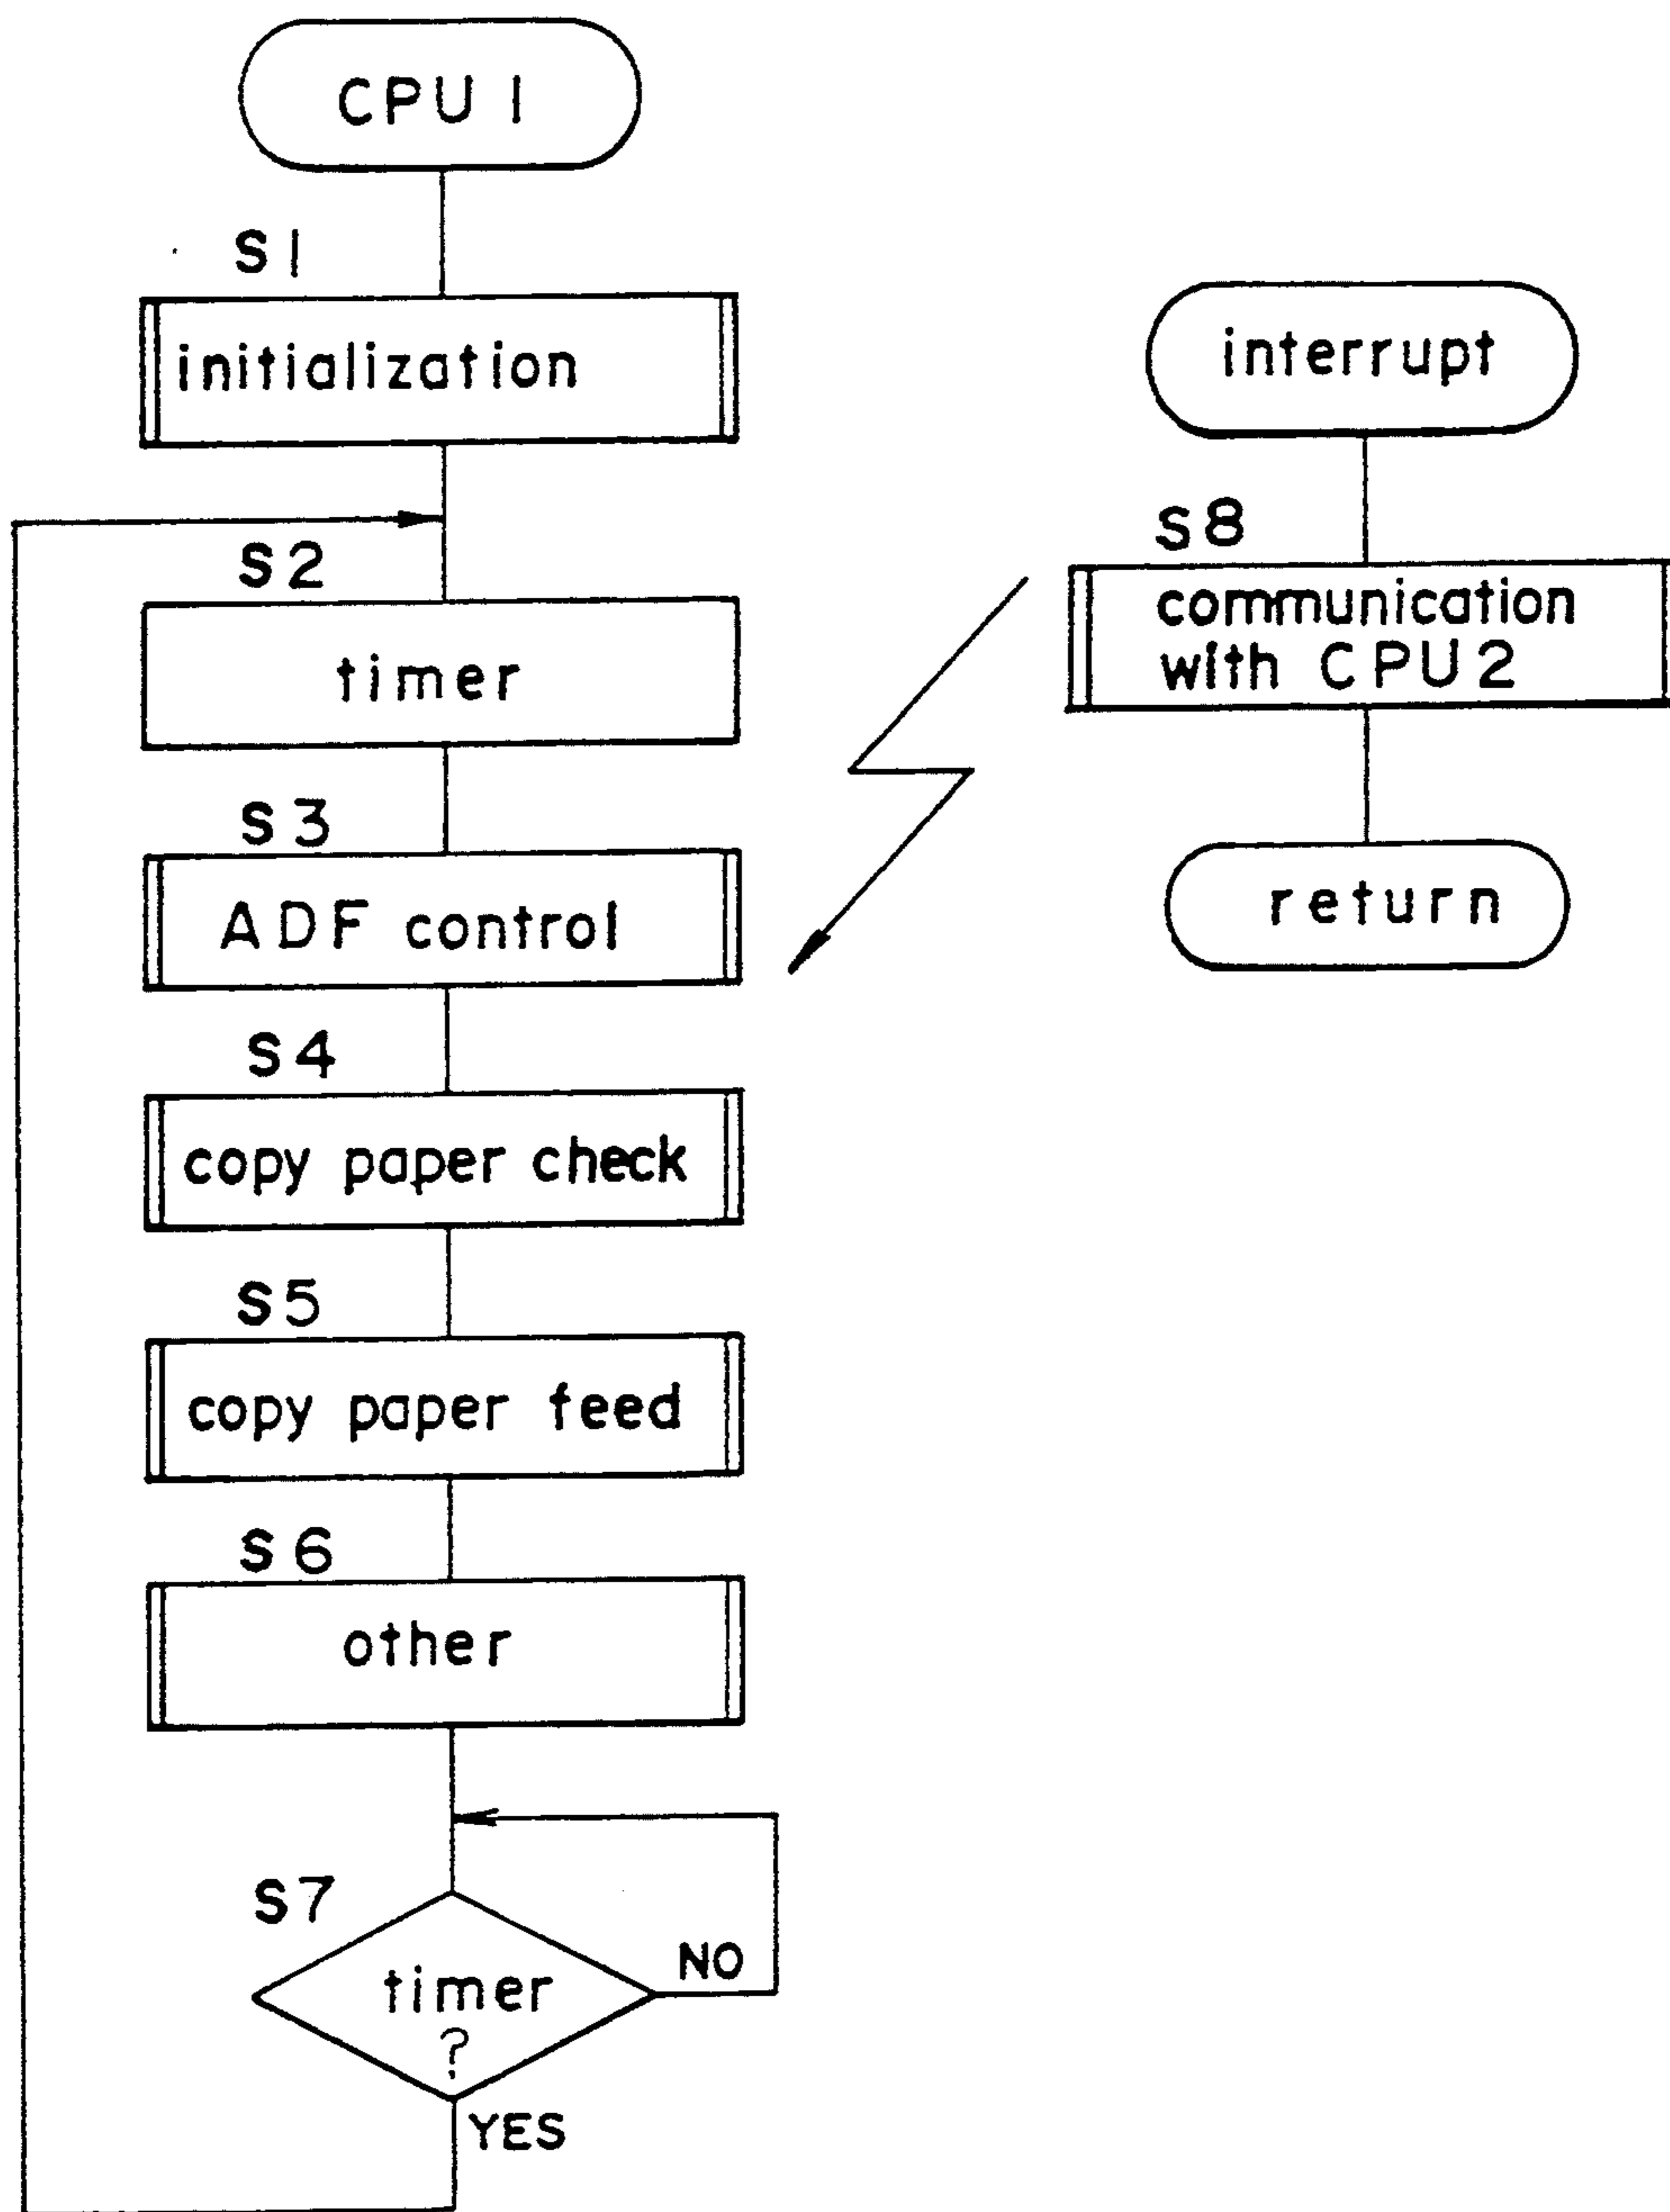 CPU 1
S1
initialization
S2
timer
S3
ADF control
S4
copy paper check
S5
copy paper feed
S6
other
S7
timer
?
NO
YES
interrupt
S8
communication
with CPU2
return